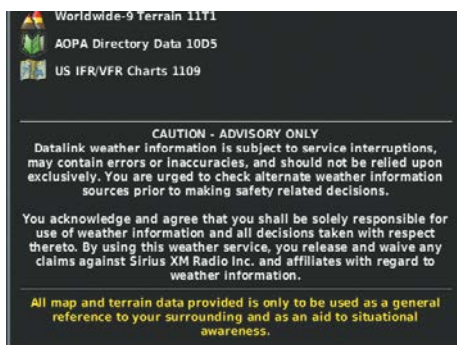 Worldwide-9 Terrain 11T1
AOPA Directory Data 10D5
US IFR/VFR Charts 1109
CAUTION - ADVISORY ONLY
Datalink weather information is subject to service interruptions,
may contain errors or inaccuracies, and should not be relied upon
exclusively. You are urged to check alternate weather information
sources prior to making safety related decisions.
You acknowledge and agree that you shall be solely responsible for
use of weather information and all decisions taken with respect
thereto. By using this weather service, you release and waive any
claims against Sirius XM Radio Inc. and affiliates with regard to
weather information.
All map and terrain data provided is only to be used as a general
reference to your surrounding and as an aid to situational
awareness.